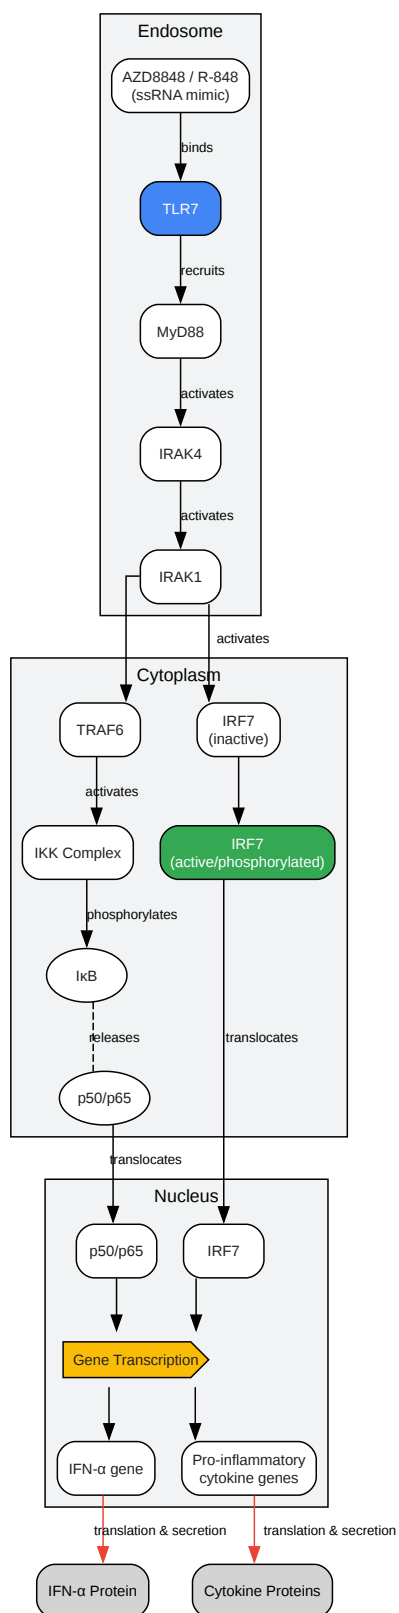 Endosome
AZD8848 / R-848
(ssRNA mimic)
binds
TLR7
recruits
MyD88
activates
IRAK4
activates
IRAK1
activates
Cytoplasm
TRAF6
IRF7
(inactive)
activates
IKK Complex
IRF7
(active/phosphorylated)
phosphorylates
IκB
releases
translocates
p50/p65
translocates
Nucleus
p50/p65
IRF7
Gene Transcription
IFN-α gene
Pro-inflammatory
cytokine genes
translation & secretion
translation & secretion
IFN-α Protein
Cytokine Proteins